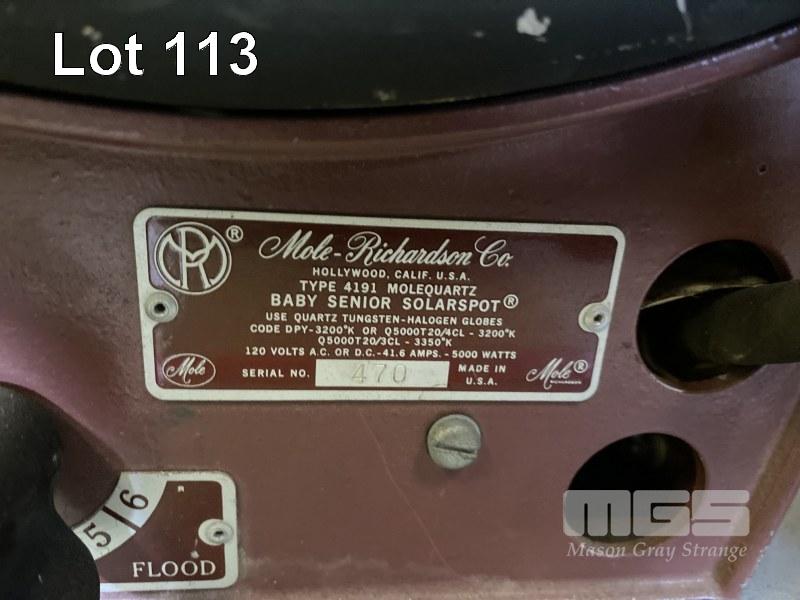 Lot 113
MR ®
Mole-Richardson Co.
HOLLYWOOD, CALIF. U.S.A.
TYPE 4191 MOLEQUARTZ
BABY SENIOR SOLARSPOT®
USE QUARTZ TUNGSTEN-HALOGEN GLOBES
CODE DPY-3200°K OR Q5000T20/4CL - 3200°K
Q5000T20/3CL - 3350°K
120 VOLTS A.C. OR D.C.-41.6 AMPS.- 5000 WATTS
Mole
SERIAL NO. 470
MADE IN
U.S.A.
Mole®
RICHARDSON
5/6
FLOOD
MGS
Mason Gray Strange